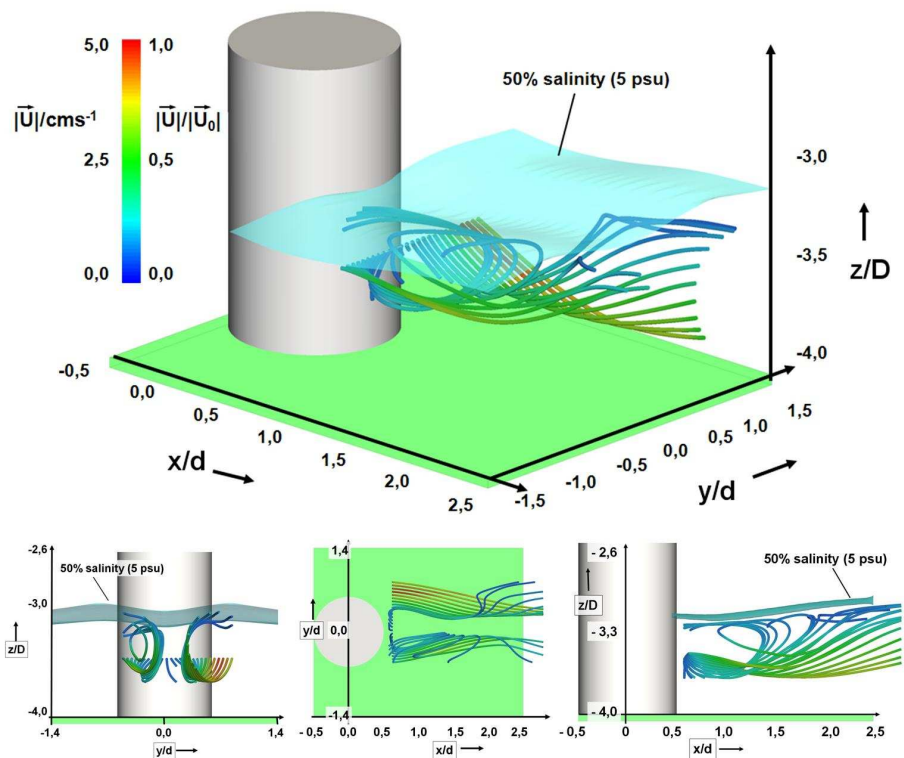 5,0 1,0
50% salinity (5 psu)
|U|/cms⁻¹ |U|/|U₀|
2,5 0,5
0,0 0,0
-3,0
-3,5
z/D
-4,0
-0,5
0,0
0,5
1,0
1,5
2,0
2,5
x/d
-1,5
-1,0
-0,5
0,0
0,5
1,0
1,5
y/d
-2,6
50% salinity (5 psu)
-3,0
z/D
-4,0
-1,4 0,0 1,4
y/d
1,4
y/d
0,0
-1,4
- 0,5 0,0 0,5 1,0 1,5 2,0 2,5
x/d
- 2,6
50% salinity (5 psu)
z/D
- 3,3
- 4,0
- 0,5 0 0,5 1,0 1,5 2,0 2,5
x/d